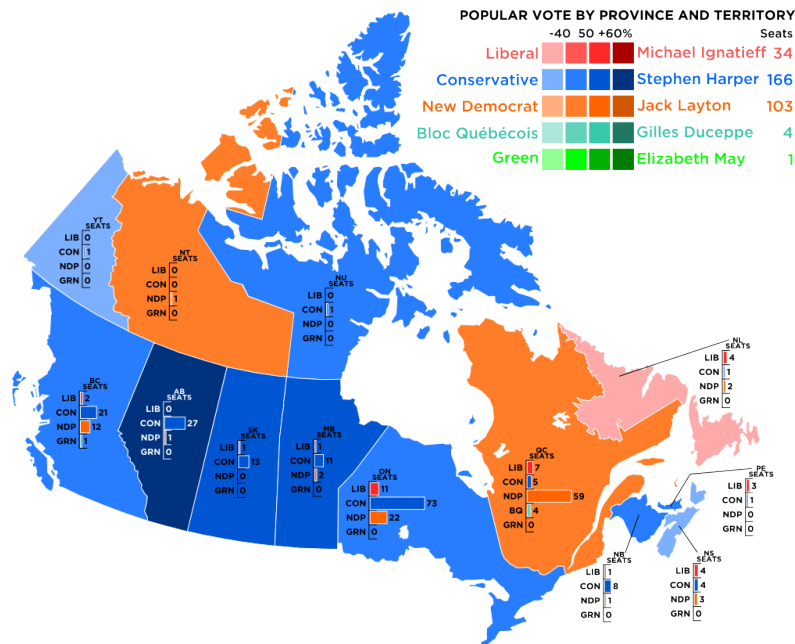 POPULAR VOTE BY PROVINCE AND TERRITORY
-40 50 +60% Seats
Liberal Michael Ignatieff 34
Conservative Stephen Harper 166
New Democrat Jack Layton 103
Bloc Québécois Gilles Duceppe 4
Green Elizabeth May 1
YT
SEATS
LIB 0
CON 1
NDP 0
GRN 0
NT
SEATS
LIB 0
CON 0
NDP 1
GRN 0
NU
SEATS
LIB 0
CON 1
NDP 0
GRN 0
NL
SEATS
LIB 4
CON 1
NDP 2
GRN 0
BC
SEATS
LIB 2
CON 21
NDP 12
GRN 1
AB
SEATS
LIB 0
CON 27
NDP 1
GRN 0
SK
SEATS
LIB 1
CON 13
NDP 0
GRN 0
MB
SEATS
LIB 1
CON 11
NDP 2
GRN 0
ON
SEATS
LIB 11
CON 73
NDP 22
GRN 0
QC
SEATS
LIB 7
CON 5
NDP 59
BQ 4
GRN 0
PE
SEATS
LIB 3
CON 1
NDP 0
GRN 0
NB
SEATS
LIB 1
CON 8
NDP 1
GRN 0
NS
SEATS
LIB 4
CON 4
NDP 3
GRN 0